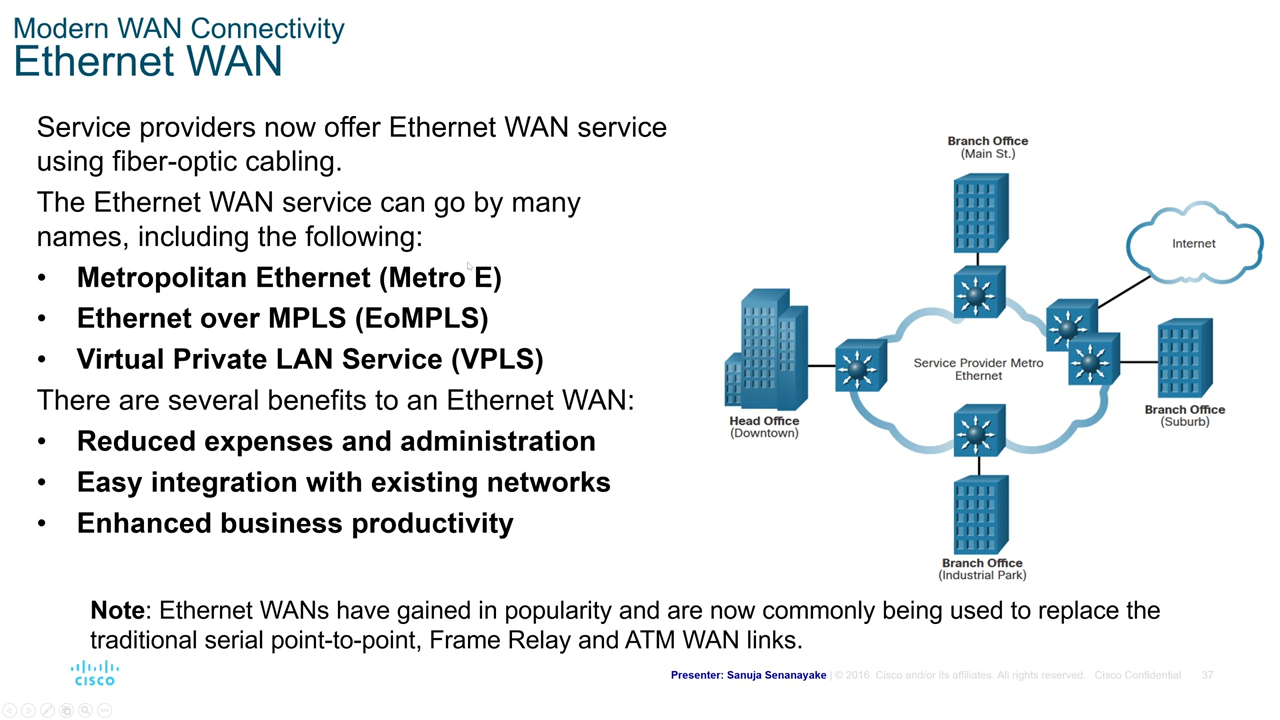 Modern WAN Connectivity
Ethernet WAN
Service providers now offer Ethernet WAN service
using fiber-optic cabling.
The Ethernet WAN service can go by many
names, including the following:
• Metropolitan Ethernet (Metro E)
• Ethernet over MPLS (EoMPLS)
• Virtual Private LAN Service (VPLS)
There are several benefits to an Ethernet WAN:
• Reduced expenses and administration
• Easy integration with existing networks
• Enhanced business productivity
Branch Office
(Main St.)
Internet
Service Provider Metro
Ethernet
Head Office
(Downtown)
Branch Office
(Suburb)
Branch Office
(Industrial Park)
Note: Ethernet WANs have gained in popularity and are now commonly being used to replace the
traditional serial point-to-point, Frame Relay and ATM WAN links.
CISCO
Presenter: Sanuja Senanayake | © 2016 Cisco and/or its affiliates. All rights reserved. Cisco Confidential 37